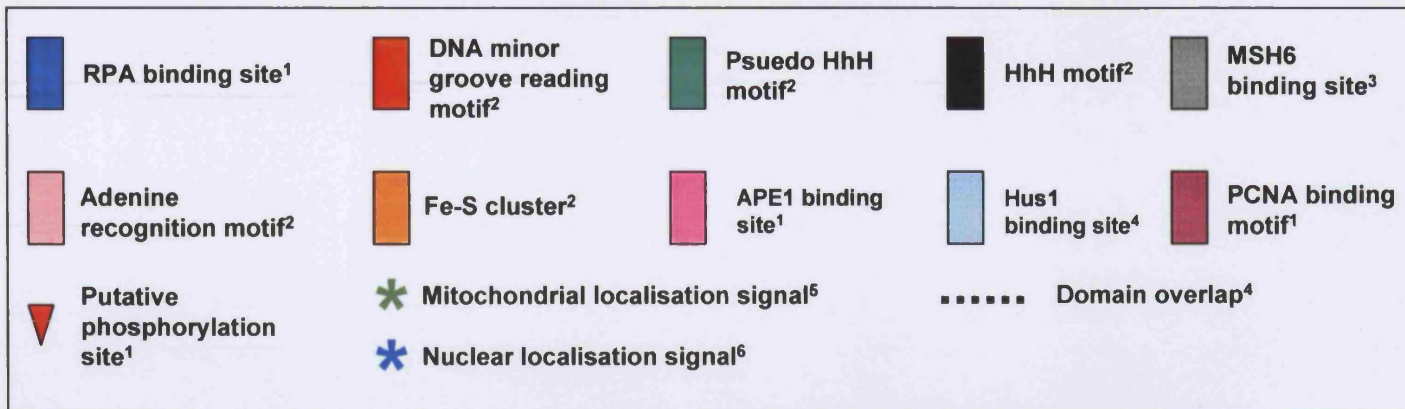 RPA binding site¹
DNA minor
groove reading
motif²
Psuedo HhH
motif²
HhH motif²
MSH6
binding site³
Adenine
recognition motif²
Fe-S cluster²
APE1 binding
site¹
Hus1
binding site⁴
PCNA binding
motif¹
Putative
phosphorylation
site¹
Mitochondrial localisation signal⁵
Domain overlap⁴
Nuclear localisation signal⁶